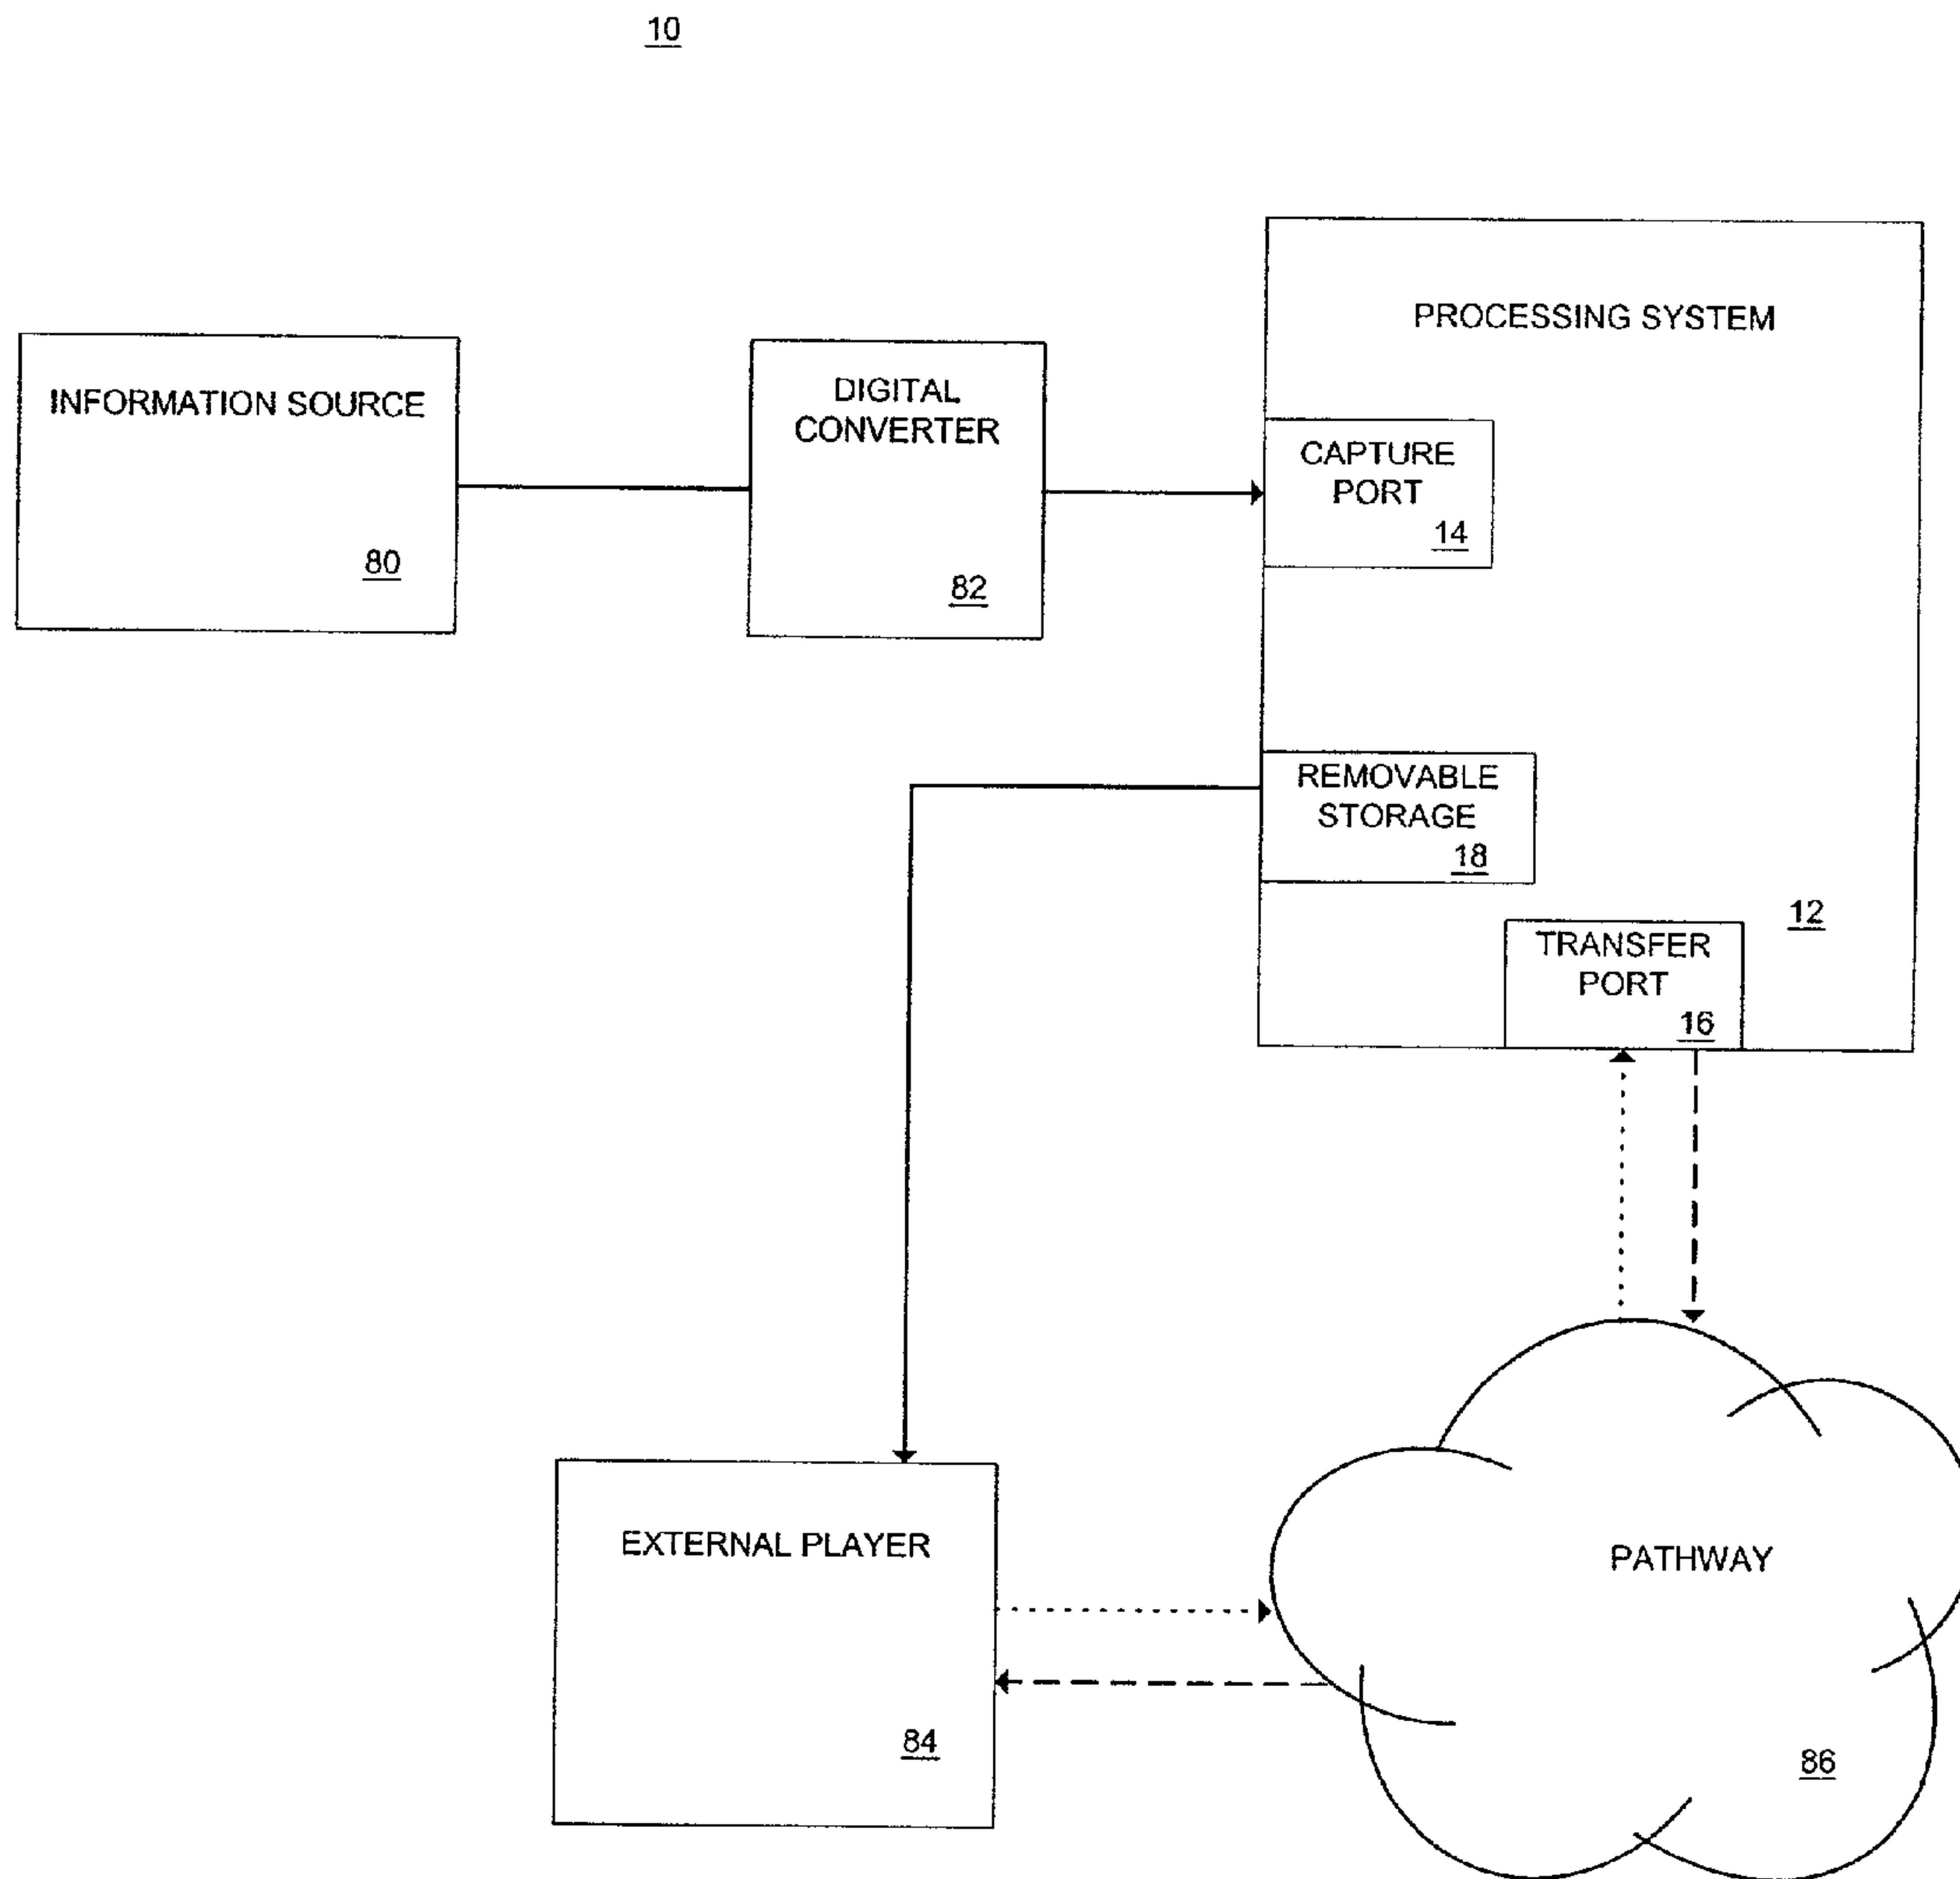 10
INFORMATION SOURCE
80
DIGITAL
CONVERTER
82
PROCESSING SYSTEM
CAPTURE
PORT
14
REMOVABLE
STORAGE
18
12
TRANSFER
PORT
16
EXTERNAL PLAYER
84
PATHWAY
86